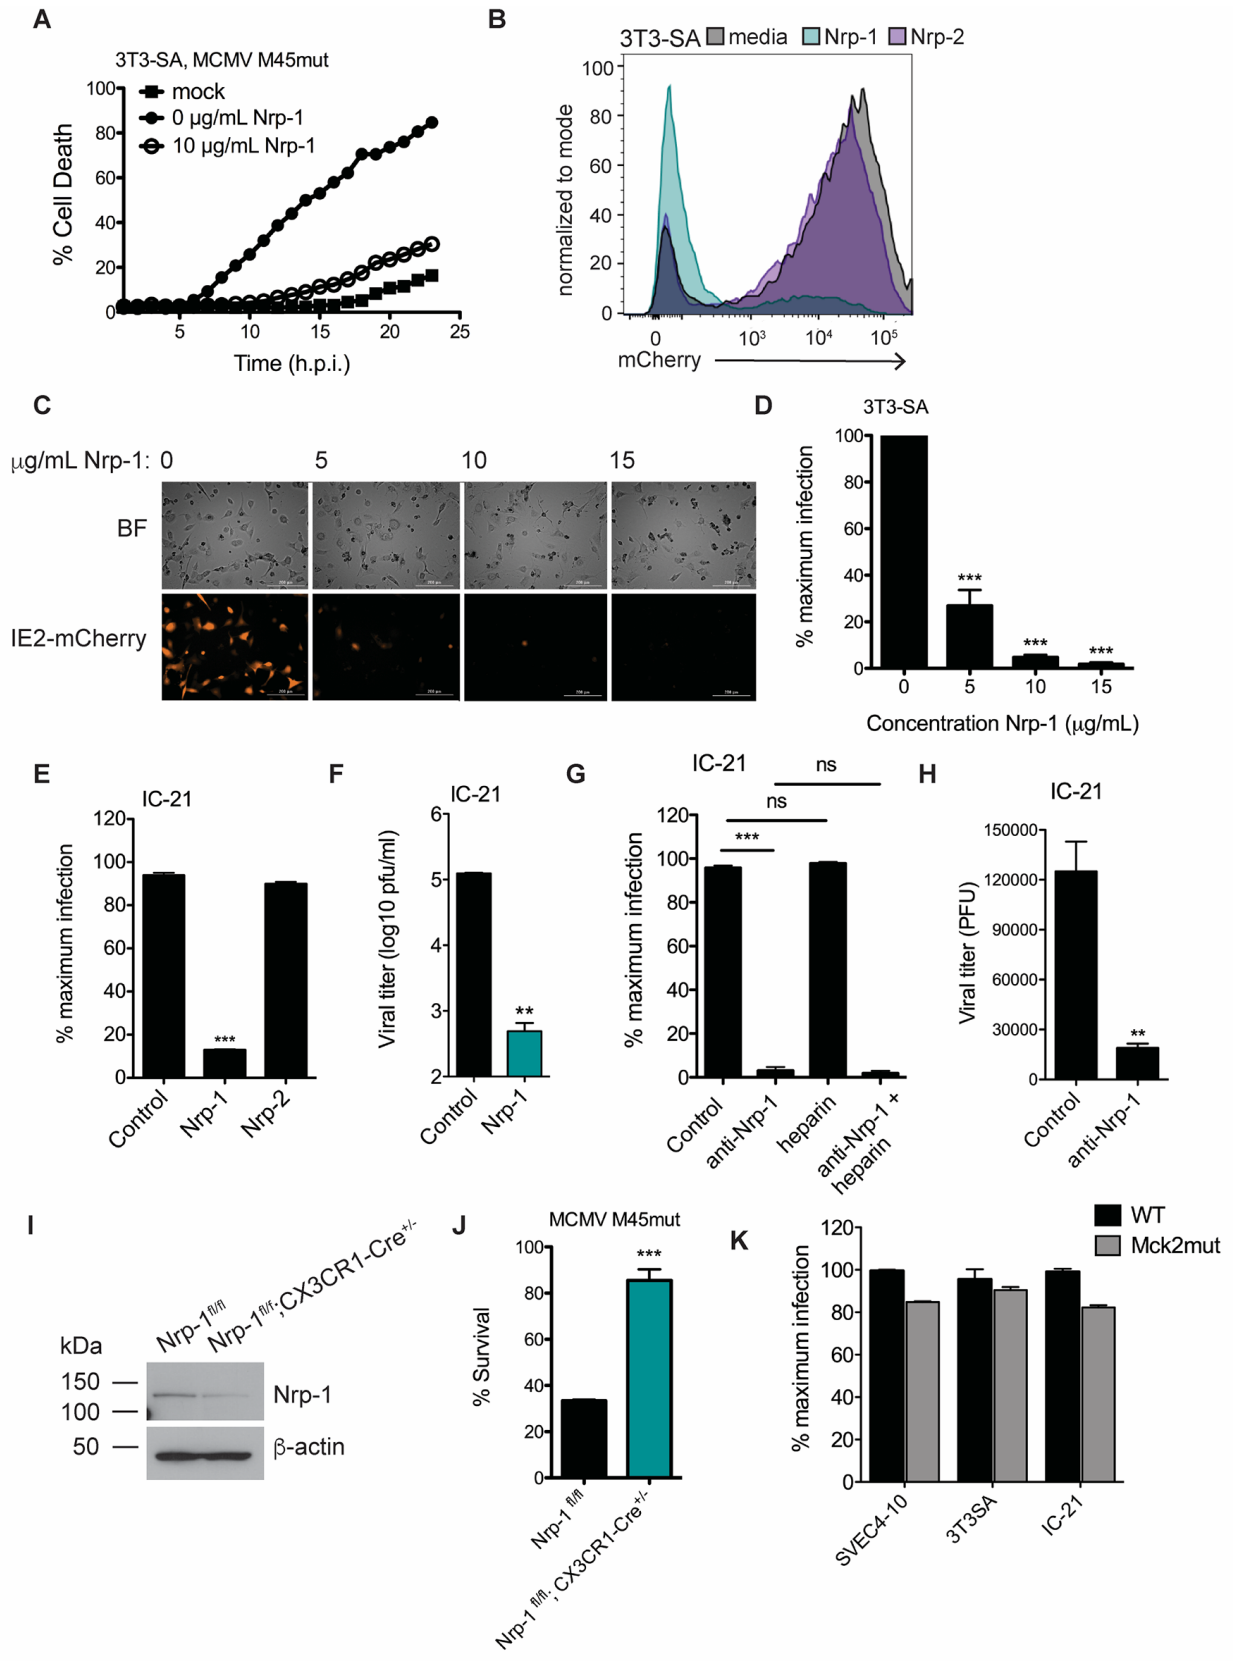 A
3T3-SA, MCMV M45mut
mock
0 µg/mL Nrp-1
10 µg/mL Nrp-1
% Cell Death
100
80
60
40
20
0
5 10 15 20 25
Time (h.p.i.)
B
3T3-SA media Nrp-1 Nrp-2
normalized to mode
100
80
60
40
20
0
0 10³ 10⁴ 10⁵
mCherry
C
µg/mL Nrp-1: 0 5 10 15
BF
IE2-mCherry
D
3T3-SA
% maximum infection
100
80
60
40
20
0
*** *** ***
0 5 10 15
Concentration Nrp-1 (µg/mL)
E
IC-21
% maximum infection
120
100
80
60
40
20
0
***
Control Nrp-1 Nrp-2
F
IC-21
Viral titer (log10 pfu/ml)
6
5
4
3
2
**
Control Nrp-1
G
IC-21
ns
ns
***
% maximum infection
120
100
80
60
40
20
0
Control anti-Nrp-1 heparin anti-Nrp-1 +
heparin
H
IC-21
Viral titer (PFU)
150000
120000
90000
60000
30000
0
**
Control anti-Nrp-1
I
Nrp-1fl/fl
Nrp-1fl/f;CX3CR1-Cre+/-
kDa
150
100
50
Nrp-1
β-actin
J
MCMV M45mut
% Survival
100
80
60
40
20
0
***
Nrp-1 fl/fl
Nrp-1 fl/fl; CX3CR1-Cre+/-
K
WT
Mck2mut
% maximum infection
120
100
80
60
40
20
0
SVEC4-10 3T3SA IC-21